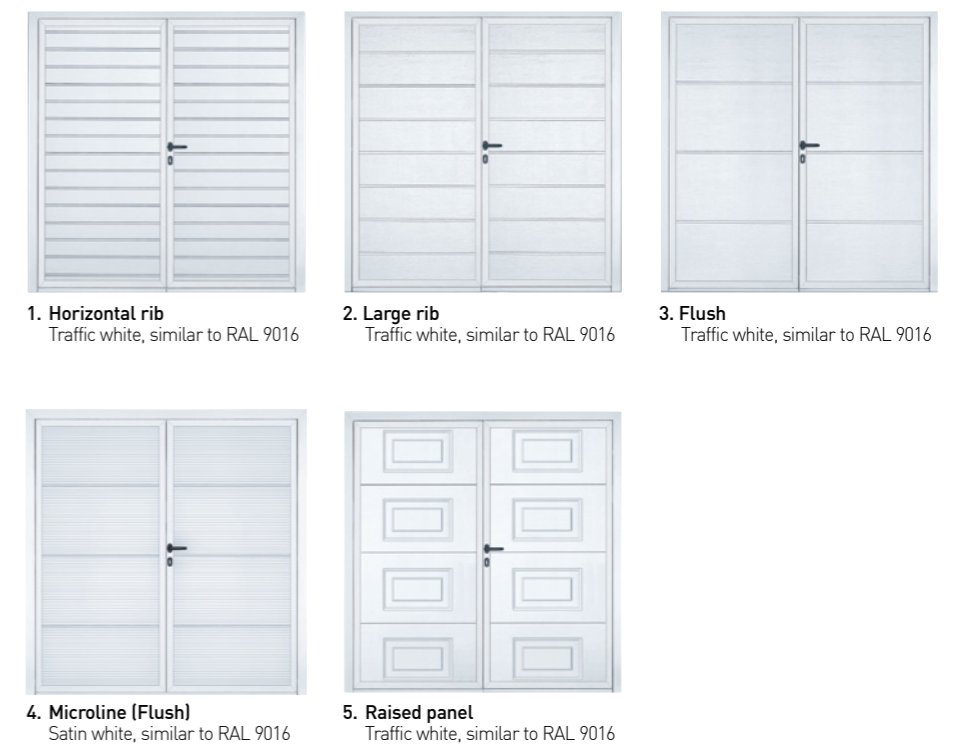 1. Horizontal rib
Traffic white, similar to RAL 9016
2. Large rib
Traffic white, similar to RAL 9016
3. Flush
Traffic white, similar to RAL 9016
4. Microline (Flush)
Satin white, similar to RAL 9016
5. Raised panel
Traffic white, similar to RAL 9016